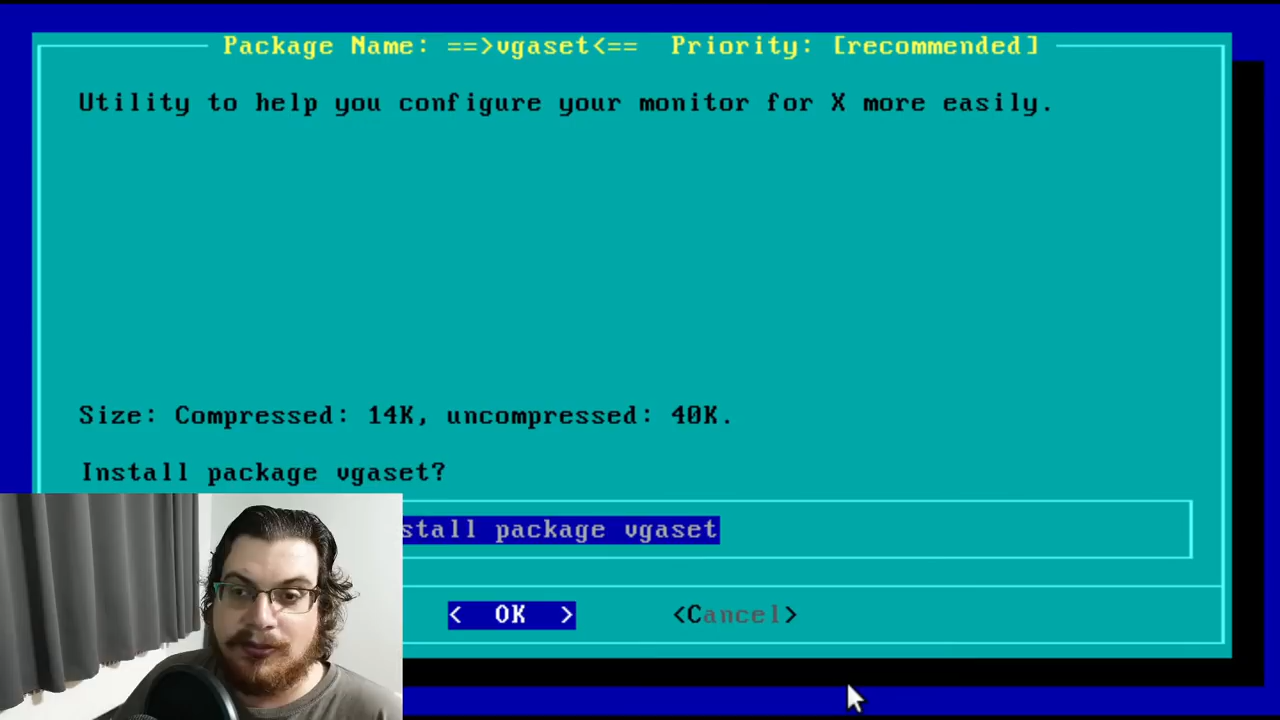 Package Name: ==>vgaset<== Priority: [recommended]
Utility to help you configure your monitor for X more easily.
Size: Compressed: 14K, uncompressed: 40K.
Install package vgaset?
stall package vgaset
< OK > <Cancel>